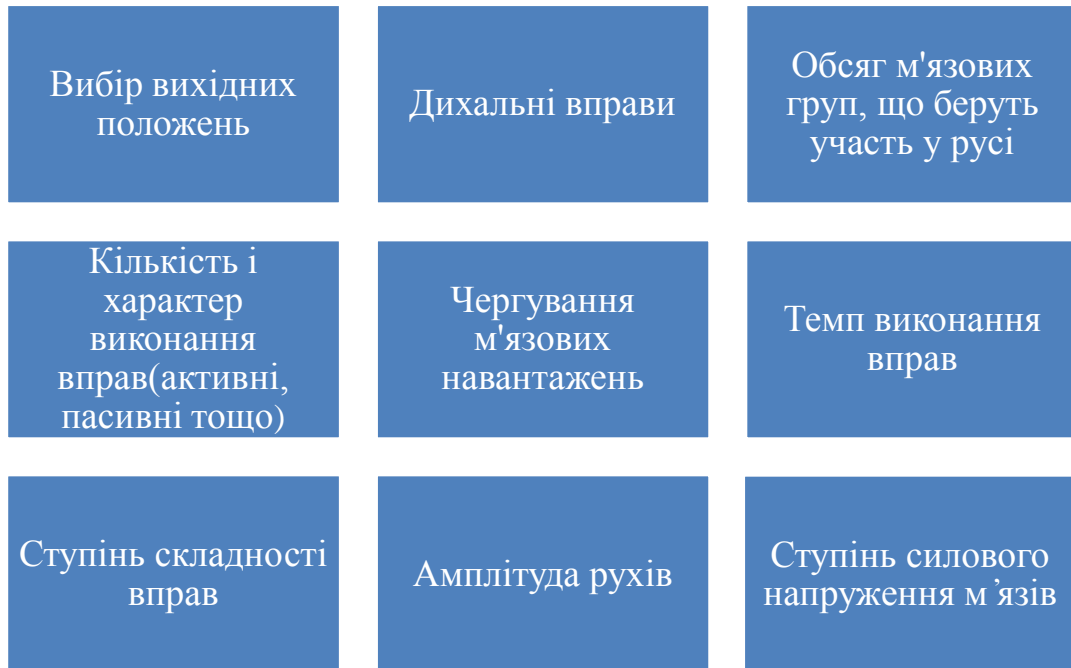 Вибір вихідних
положень
Дихальні вправи
Обсяг м'язових
груп, що беруть
участь у русі
Кількість і
характер
виконання
вправ(активні,
пасивні тощо)
Чергування
м'язових
навантажень
Темп виконання
вправ
Ступінь складності
вправ
Амплітуда рухів
Ступінь силового
напруження м’язів